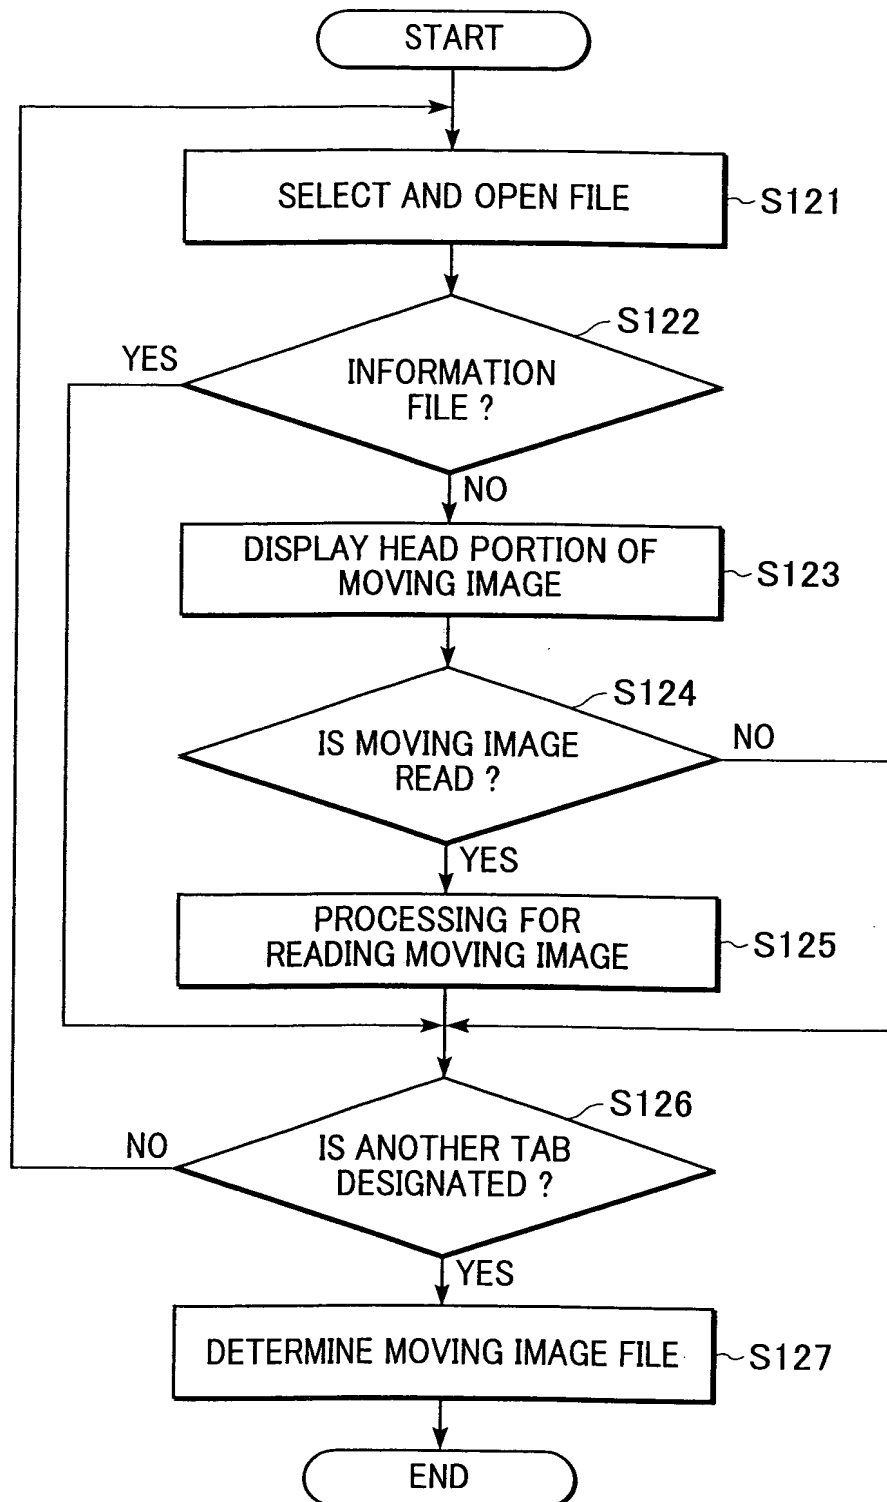 START
SELECT AND OPEN FILE
S121
S122
YES
INFORMATION
FILE ?
NO
DISPLAY HEAD PORTION OF
MOVING IMAGE
S123
S124
IS MOVING IMAGE
READ ?
NO
YES
PROCESSING FOR
READING MOVING IMAGE
S125
S126
NO
IS ANOTHER TAB
DESIGNATED ?
YES
DETERMINE MOVING IMAGE FILE
S127
END